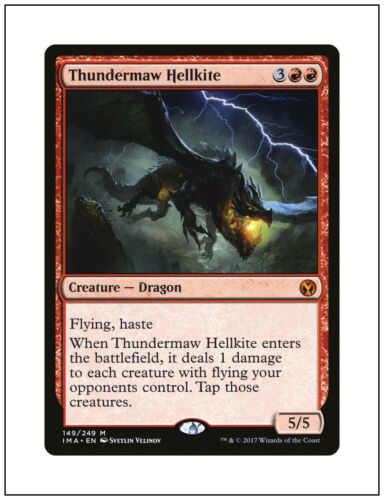 Thundermaw Hellkite 3
Creature — Dragon
Flying, haste
When Thundermaw Hellkite enters
the battlefield, it deals 1 damage
to each creature with flying your
opponents control. Tap those
creatures.
5/5
149/249 M
IMA • EN Svetlin Velinov
™ & © 2017 Wizards of the Coast